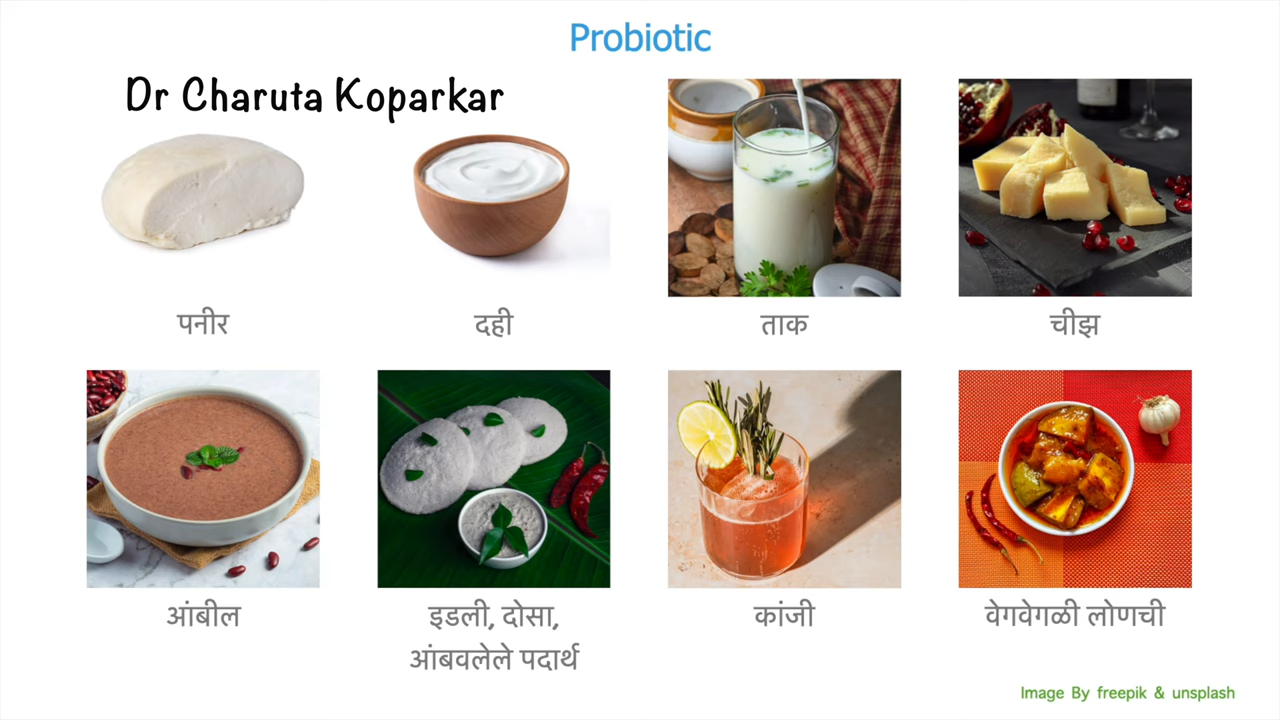 Probiotic
Dr Charuta Koparkar
पनीर
दही
ताक
चीझ
आंबील
इडली, दोसा,
आंबवलेले पदार्थ
कांजी
वेगवेगळी लोणची
Image By freepik & unsplash